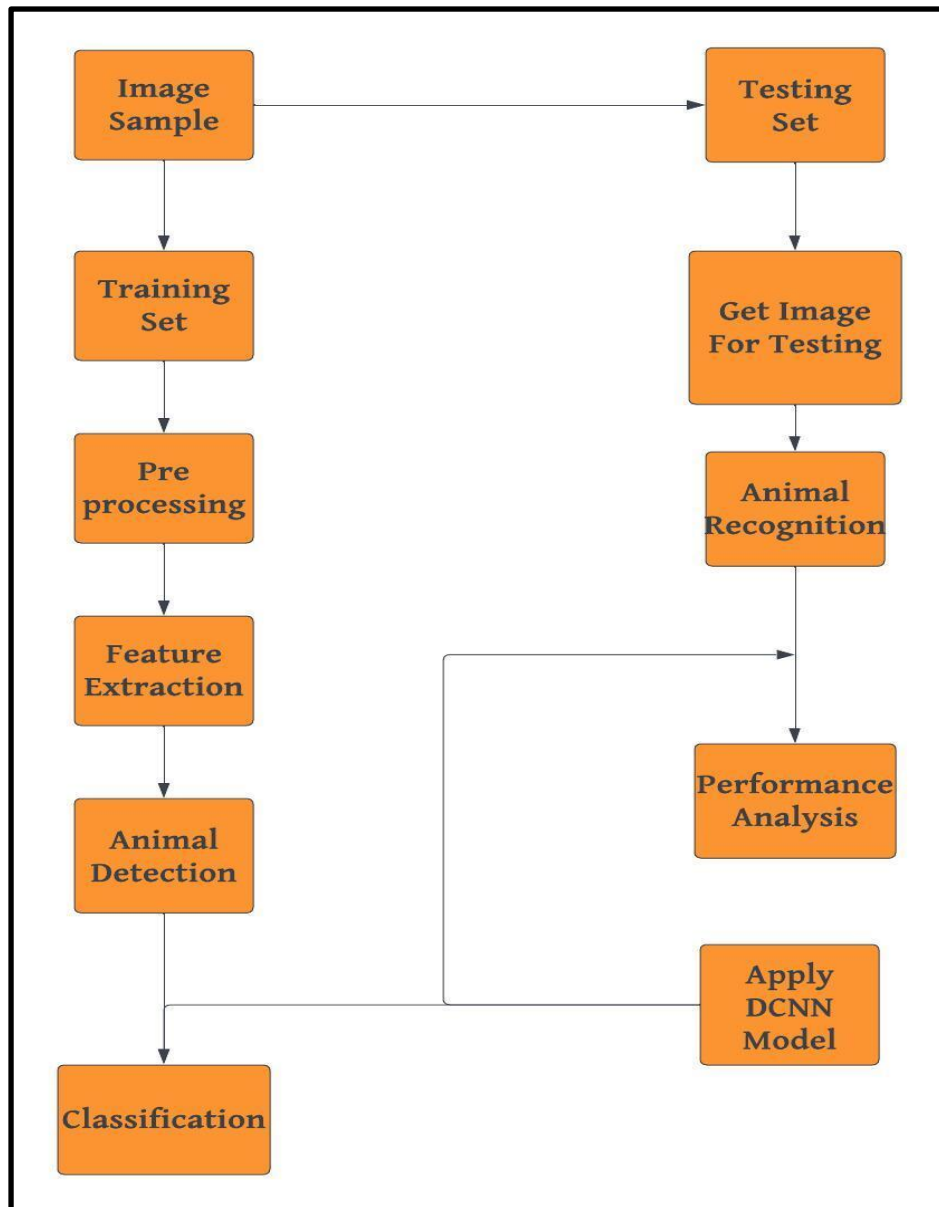 Image
Sample
Testing
Set
Training
Set
Get Image
For Testing
Pre
processing
Animal
Recognition
Feature
Extraction
Performance
Analysis
Animal
Detection
Apply
DCNN
Model
Classification